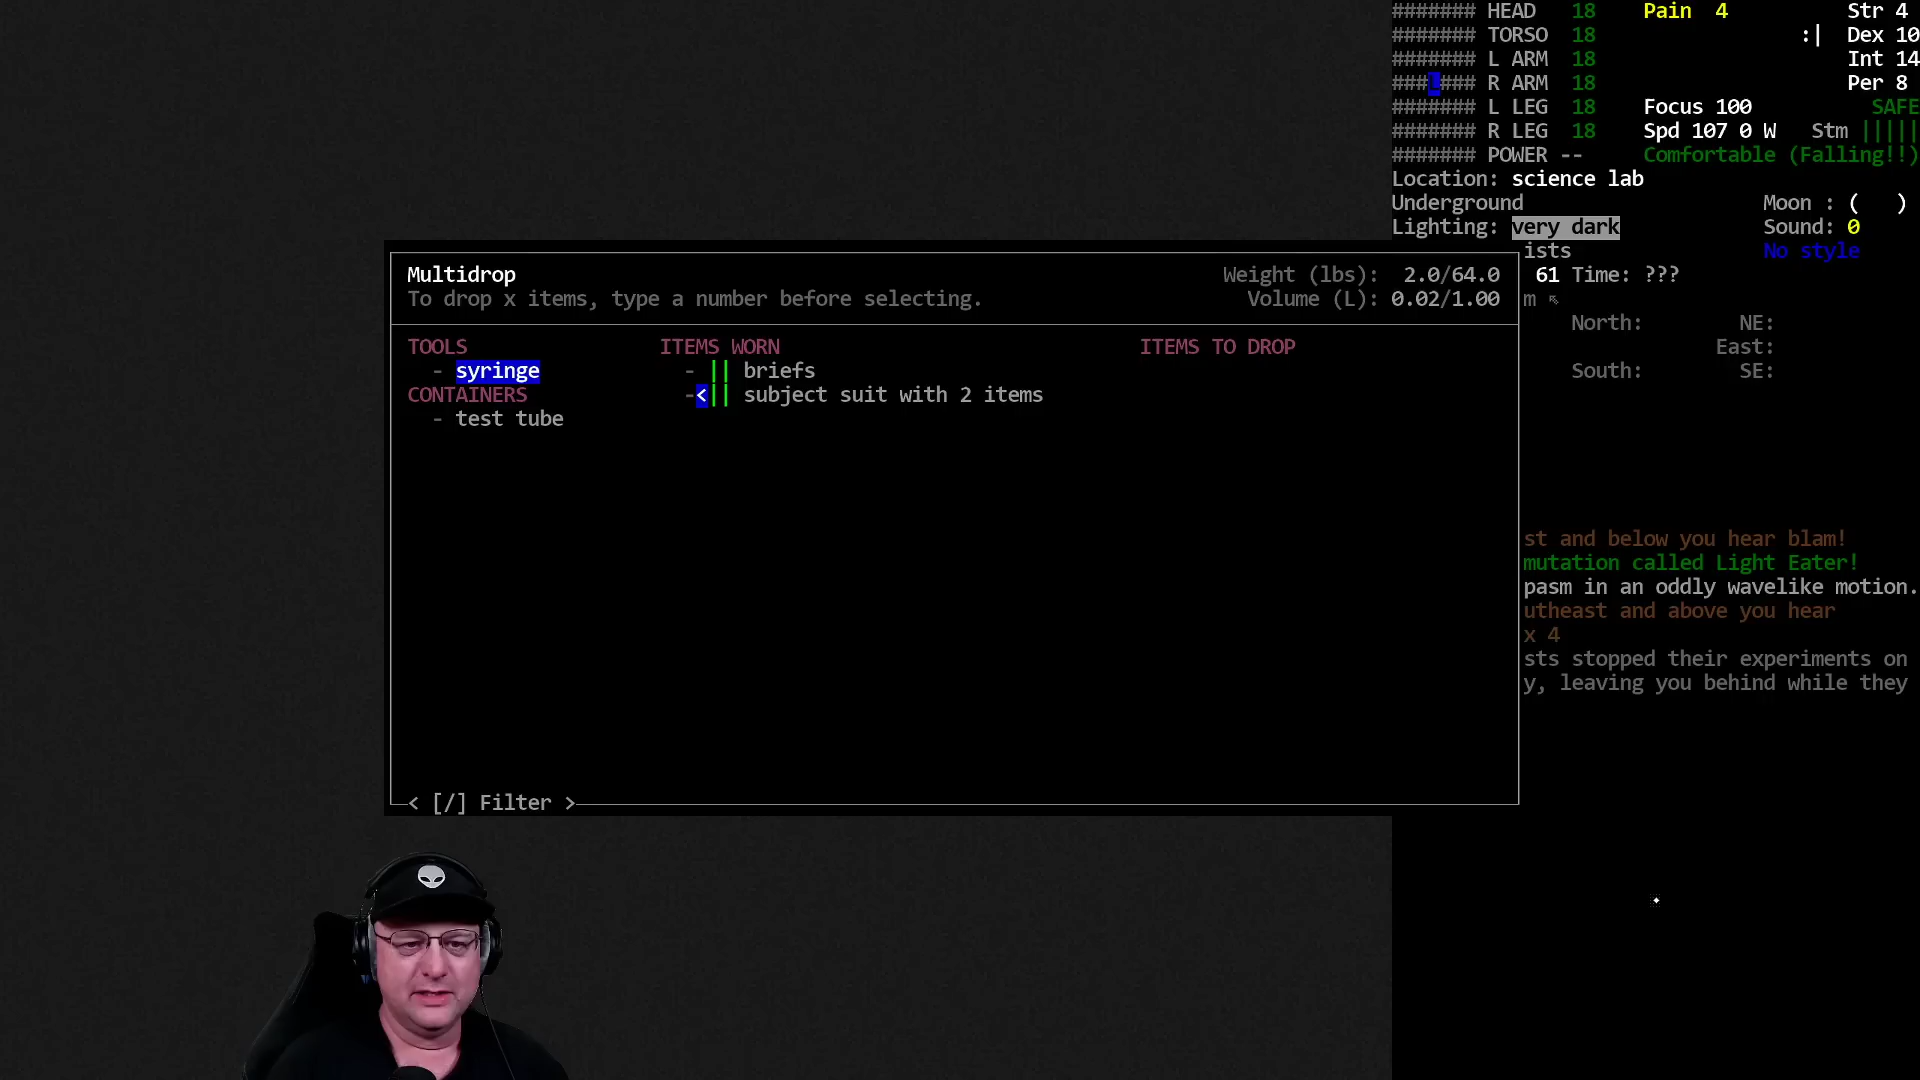 ####### HEAD 18 Pain 4 Str 4
####### TORSO 18 :| Dex 10
####### L ARM 18 Int 14
###L### R ARM 18 Per 8
####### L LEG 18 Focus 100 SAFE
####### R LEG 18 Spd 107 0 W Stm |||||
####### POWER -- Comfortable (Falling!!)
Location: science lab
Underground Moon : ( )
Lighting: very dark Sound: 0
ists No style
61 Time: ???
m
North: NE:
East:
South: SE:
Multidrop Weight (lbs): 2.0/64.0
To drop x items, type a number before selecting. Volume (L): 0.02/1.00
TOOLS ITEMS WORN ITEMS TO DROP
- syringe - || briefs
CONTAINERS -<|| subject suit with 2 items
- test tube
< [/] Filter >
st and below you hear blam!
mutation called Light Eater!
pasm in an oddly wavelike motion.
utheast and above you hear
x 4
sts stopped their experiments on
y, leaving you behind while they